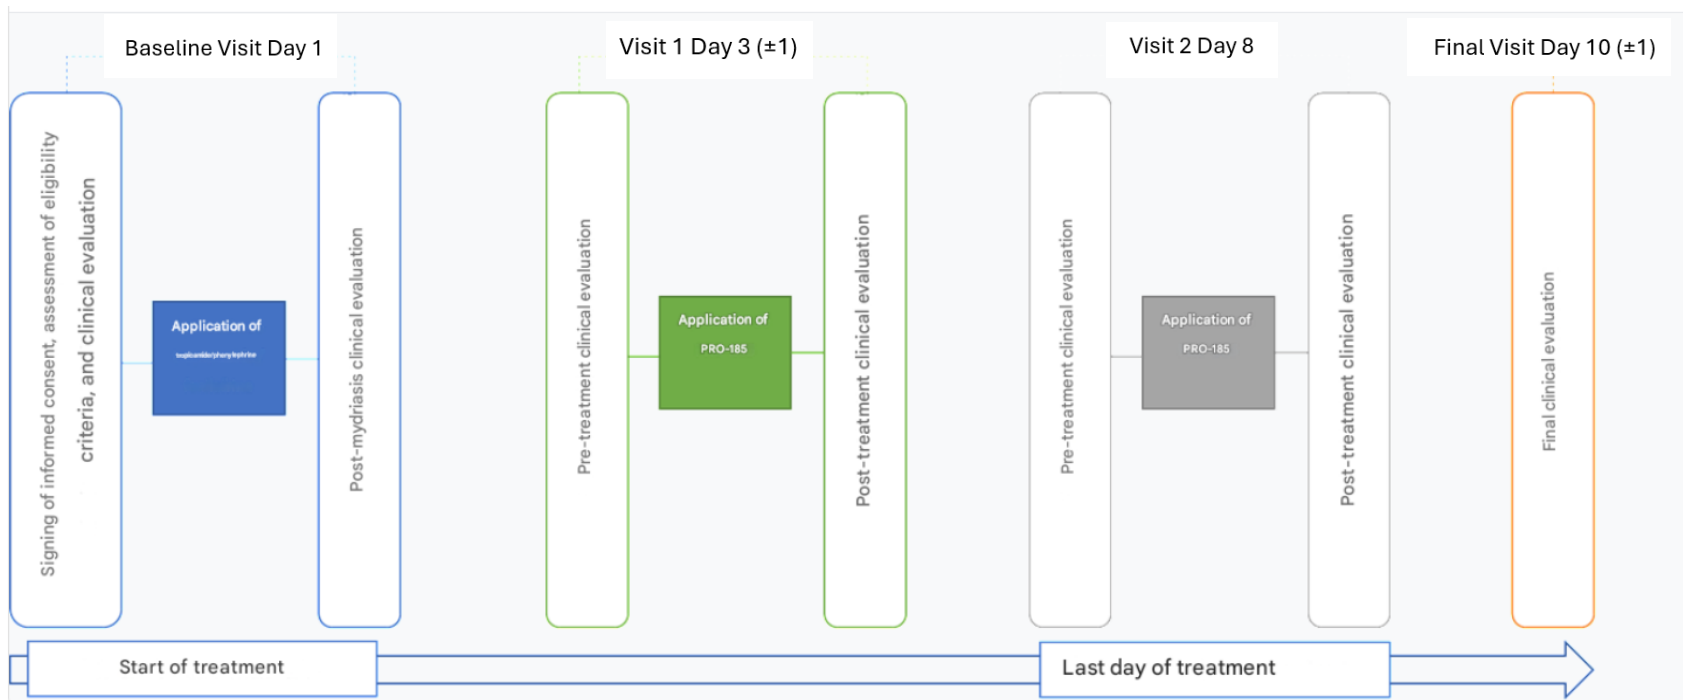 Baseline Visit Day 1
Visit 1 Day 3 (±1)
Visit 2 Day 8
Final Visit Day 10 (±1)
Signing of informed consent, assessment of eligibility
criteria, and clinical evaluation
Application of
tropicamide/phenylephrine
Post-mydriasis clinical evaluation
Pre-treatment clinical evaluation
Application of
PRO-185
Post-treatment clinical evaluation
Pre-treatment clinical evaluation
Application of
PRO-185
Post-treatment clinical evaluation
Final clinical evaluation
Start of treatment
Last day of treatment